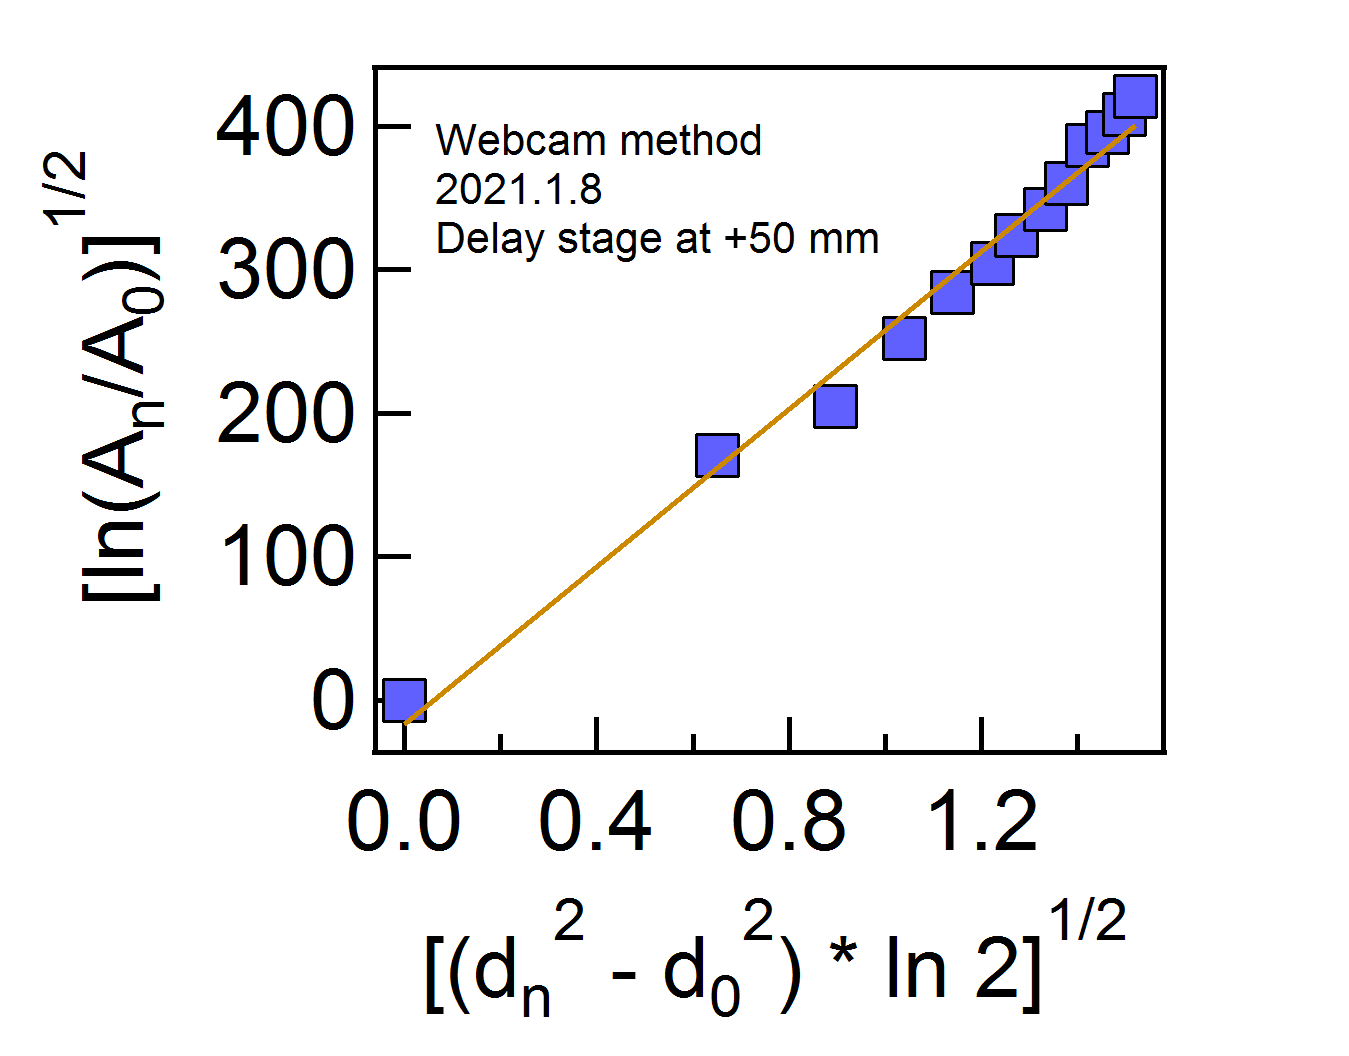 [ln(Aₙ/A₀)]^1/2
400
300
200
100
0
Webcam method
2021.1.8
Delay stage at +50 mm
0.0 0.4 0.8 1.2
[(dₙ² - d₀²) * ln 2]^1/2